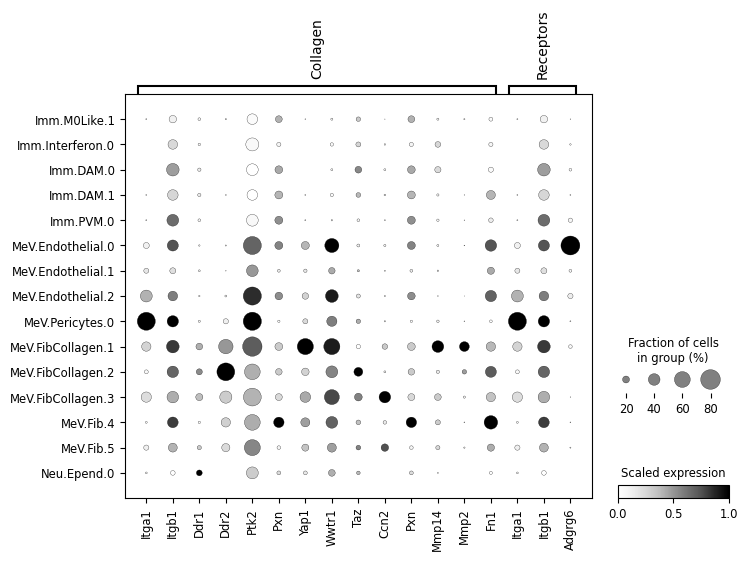 Collagen
Receptors
Imm.M0Like.1
Imm.Interferon.0
Imm.DAM.0
Imm.DAM.1
Imm.PVM.0
MeV.Endothelial.0
MeV.Endothelial.1
MeV.Endothelial.2
MeV.Pericytes.0
MeV.FibCollagen.1
MeV.FibCollagen.2
MeV.FibCollagen.3
MeV.Fib.4
MeV.Fib.5
Neu.Epend.0
Itga1
Itgb1
Ddr1
Ddr2
Ptk2
Pxn
Yap1
Wwtr1
Taz
Ccn2
Pxn
Mmp14
Mmp2
Fn1
Itga1
Itgb1
Adgrg6
Fraction of cells
in group (%)
20 40 60 80
Scaled expression
0.0 0.5 1.0